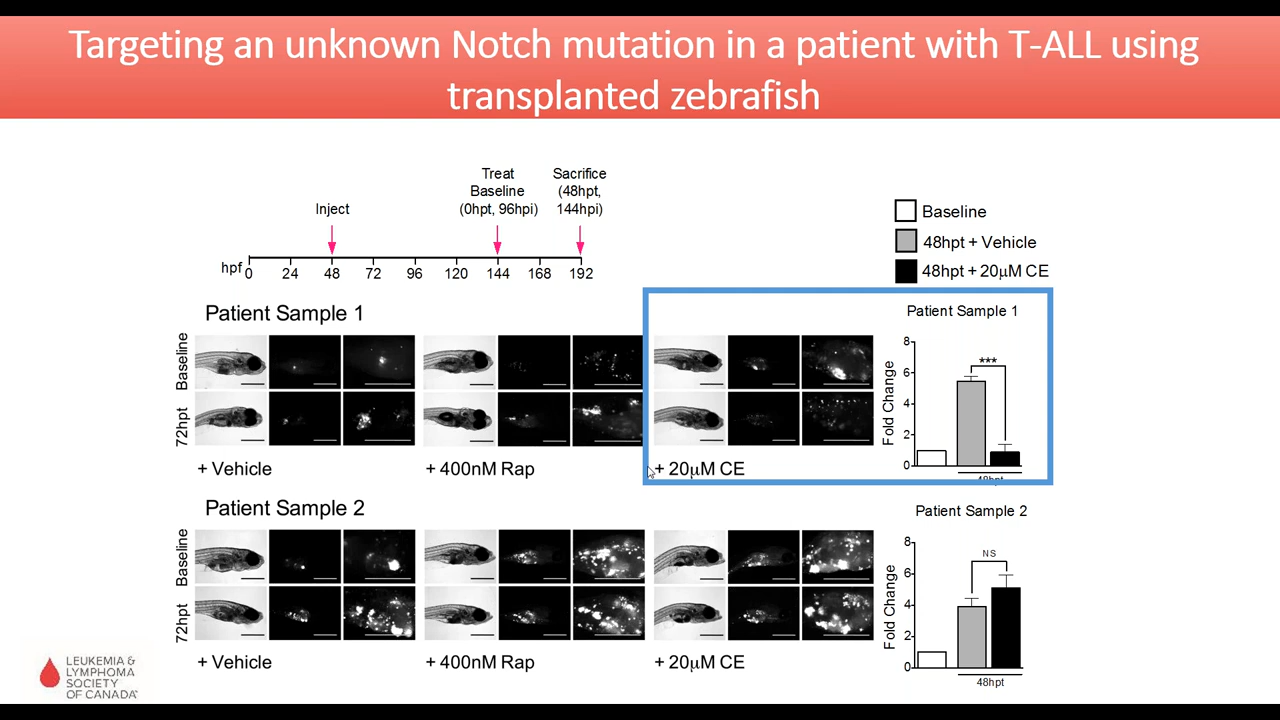 Targeting an unknown Notch mutation in a patient with T-ALL using
transplanted zebrafish
Treat
Baseline
(0hpt, 96hpi)
Sacrifice
(48hpt,
144hpi)
Inject
hpf
0 24 48 72 96 120 144 168 192
Baseline
48hpt + Vehicle
48hpt + 20µM CE
Patient Sample 1
Baseline
72hpt
+ Vehicle
+ 400nM Rap
+ 20µM CE
Patient Sample 1
Fold Change
8
6
4
2
0
***
48hpt
Patient Sample 2
Baseline
72hpt
+ Vehicle
+ 400nM Rap
+ 20µM CE
Patient Sample 2
Fold Change
8
6
4
2
0
NS
48hpt
LEUKEMIA &
LYMPHOMA
SOCIETY
OF CANADA